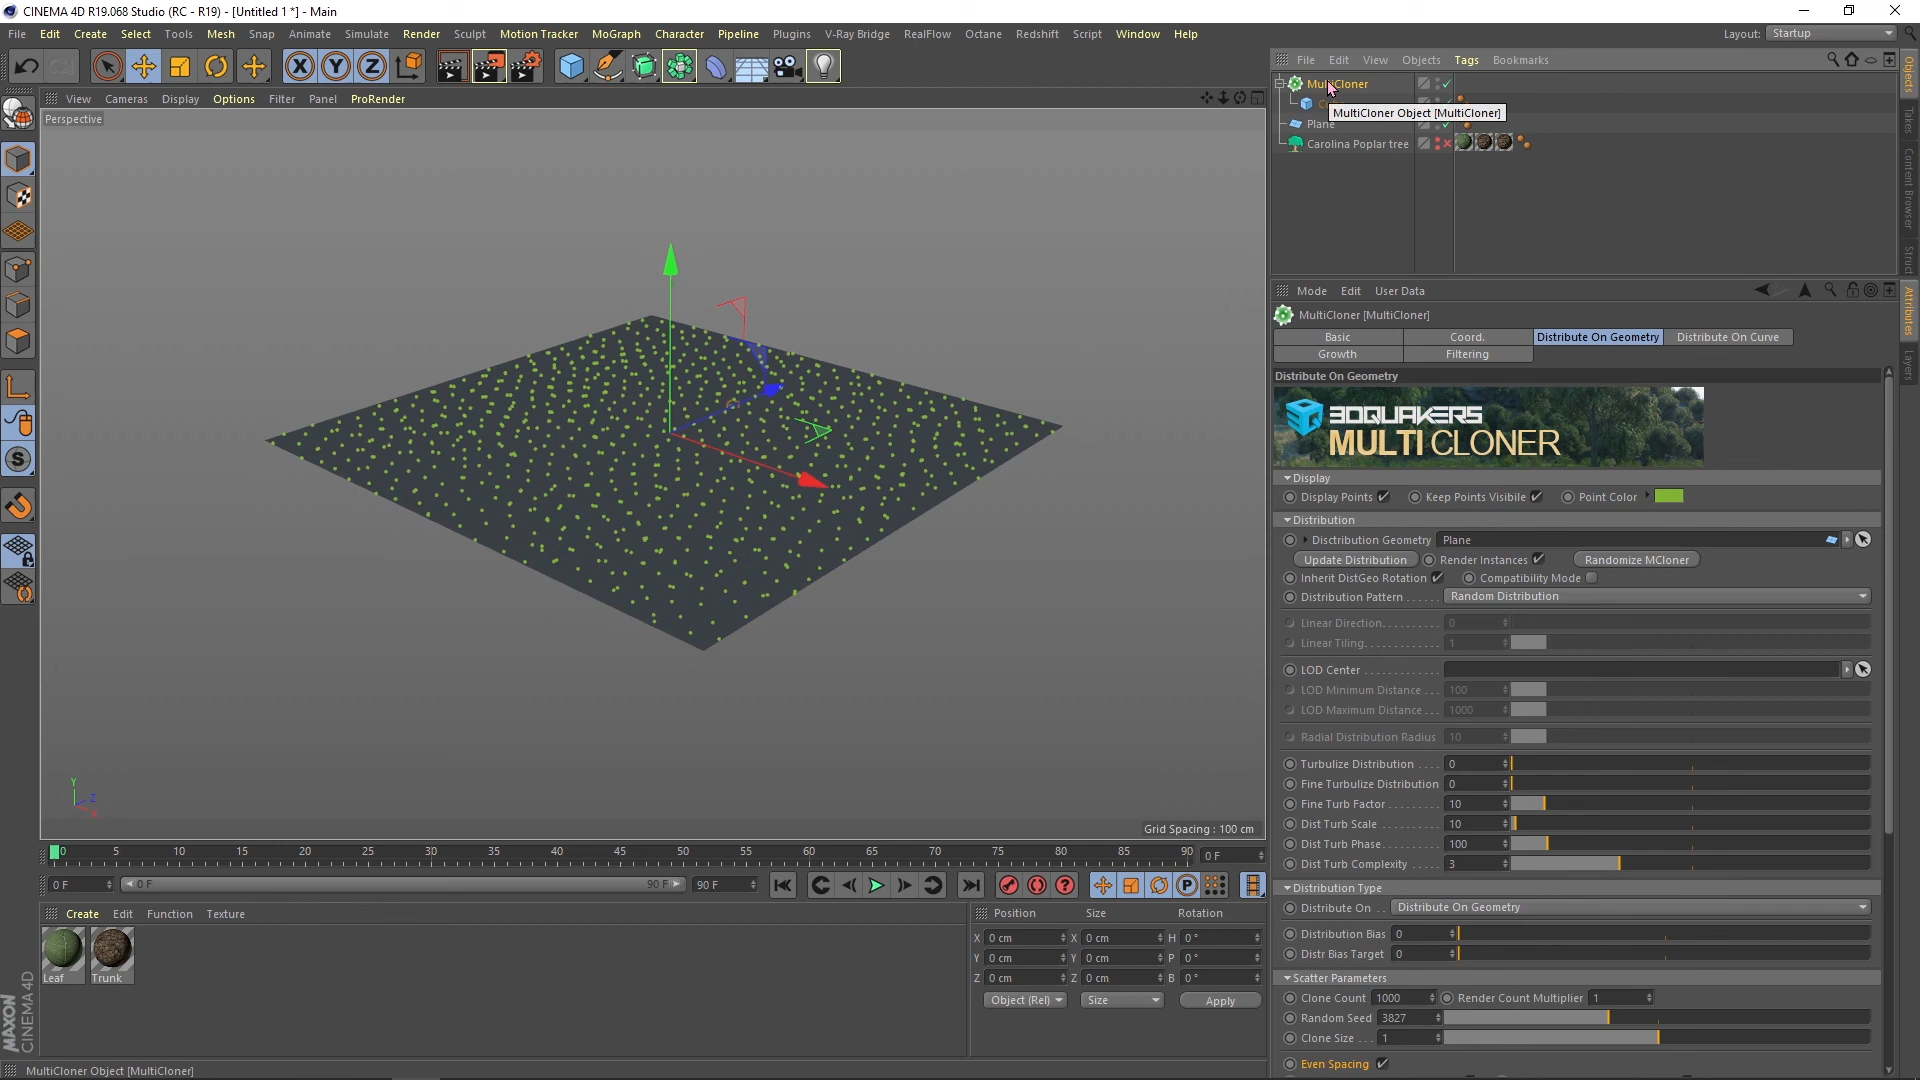 CINEMA 4D R19.068 Studio (RC - R19) - [Untitled 1 *] - Main
File Edit Create Select Tools Mesh Snap Animate Simulate Render Sculpt Motion Tracker MoGraph Character Pipeline Plugins V-Ray Bridge RealFlow Octane Redshift Script Window Help
Layout: Startup
File Edit View Objects Tags Bookmarks
MultiCloner
MultiCloner Object [MultiCloner]
Plane
Carolina Poplar tree
Objects
Takes
Content Browser
Struct
Attributes
Layers
View Cameras Display Options Filter Panel ProRender
Perspective
Y
Z
X
Grid Spacing : 100 cm
Mode Edit User Data
MultiCloner [MultiCloner]
Basic Coord. Distribute On Geometry Distribute On Curve
Growth Filtering
Distribute On Geometry
3DQUAKERS
MULTI CLONER
Display
Display Points Keep Points Visibile Point Color
Distribution
Disctribution Geometry Plane
Update Distribution Render Instances Randomize MCloner
Inherit DistGeo Rotation Compatibility Mode
Distribution Pattern . . . . . . Random Distribution
Linear Direction. . . . . . . . . . 0
Linear Tiling. . . . . . . . . . . . . 1
LOD Center . . . . . . . . . . . . .
LOD Minimum Distance . . . 100
LOD Maximum Distance . . . 1000
Radial Distribution Radius 10
Turbulize Distribution . . . . 0
Fine Turbulize Distribution 0
Fine Turb Factor . . . . . . . . . 10
Dist Turb Scale . . . . . . . . . . 10
Dist Turb Phase. . . . . . . . . . 100
Dist Turb Complexity . . . . . 3
Distribution Type
Distribute On . . Distribute On Geometry
Distribution Bias 0
Distr Bias Target 0
Scatter Parameters
Clone Count 1000 Render Count Multiplier 1
Random Seed 3827
Clone Size . . . 1
Even Spacing
0 5 10 15 20 25 30 35 40 45 50 55 60 65 70 75 80 85 90 0 F
0 F 0 F 90 F 90 F
Create Edit Function Texture
Leaf Trunk
Position Size Rotation
X 0 cm X 0 cm H 0 °
Y 0 cm Y 0 cm P 0 °
Z 0 cm Z 0 cm B 0 °
Object (Rel) Size Apply
MAXON
CINEMA 4D
MultiCloner Object [MultiCloner]